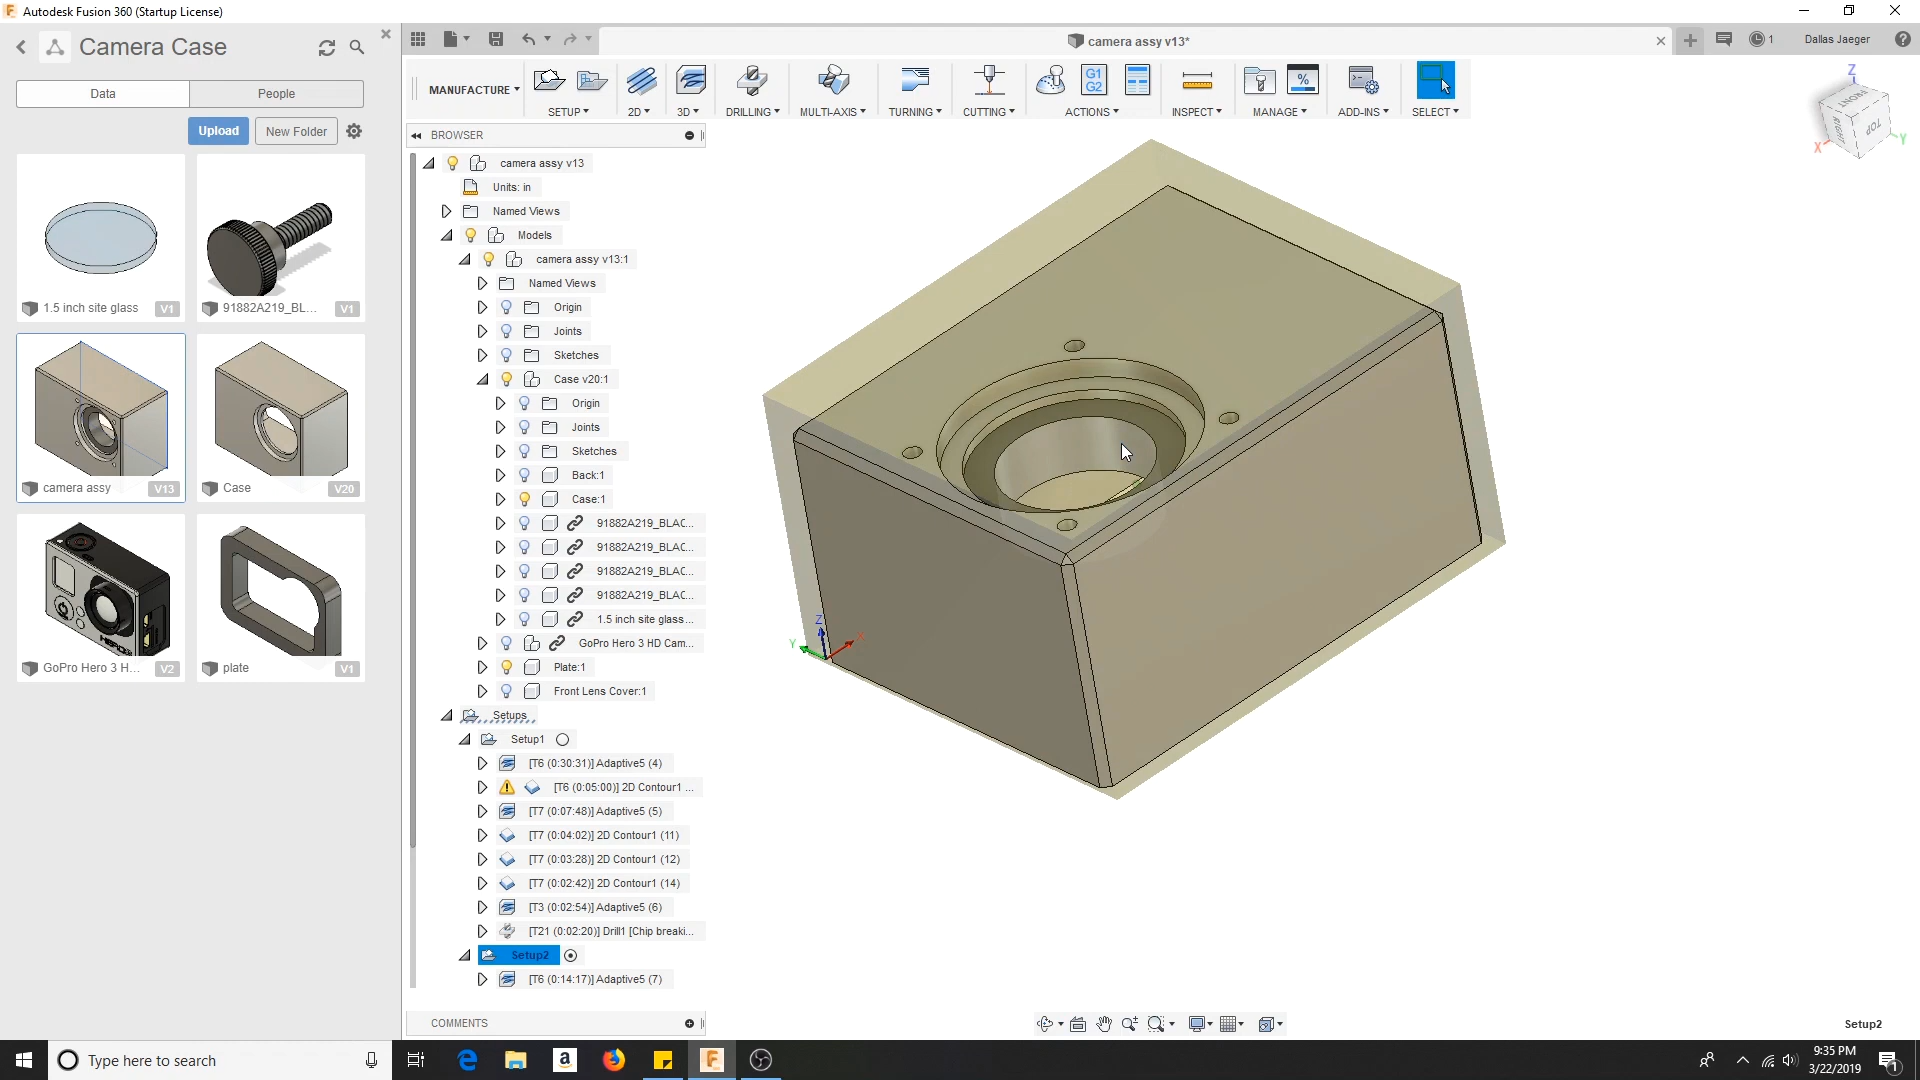 Autodesk Fusion 360 (Startup License)
Camera Case
Data
People
Upload
New Folder
1.5 inch site glass
V1
91882A219_BL...
V1
camera assy
V13
Case
V20
GoPro Hero 3 H...
V2
plate
V1
camera assy v13*
1
Dallas Jaeger
MANUFACTURE
SETUP
2D
3D
DRILLING
MULTI-AXIS
TURNING
CUTTING
G1
G2
ACTIONS
INSPECT
%
MANAGE
ADD-INS
SELECT
BROWSER
camera assy v13
Units: in
Named Views
Models
camera assy v13:1
Named Views
Origin
Joints
Sketches
Case v20:1
Origin
Joints
Sketches
Back:1
Case:1
91882A219_BLAC...
91882A219_BLAC...
91882A219_BLAC...
91882A219_BLAC...
1.5 inch site glass...
GoPro Hero 3 HD Cam...
Plate:1
Front Lens Cover:1
Setups
Setup1
[T6 (0:30:31)] Adaptive5 (4)
[T6 (0:05:00)] 2D Contour1 ...
[T7 (0:07:48)] Adaptive5 (5)
[T7 (0:04:02)] 2D Contour1 (11)
[T7 (0:03:28)] 2D Contour1 (12)
[T7 (0:02:42)] 2D Contour1 (14)
[T3 (0:02:54)] Adaptive5 (6)
[T21 (0:02:20)] Drill1 [Chip breaki...
Setup2
[T6 (0:14:17)] Adaptive5 (7)
COMMENTS
Z
FRONT
RIGHT
TOP
X
Y
Z
Y
X
Setup2
Type here to search
9:35 PM
3/22/2019
1